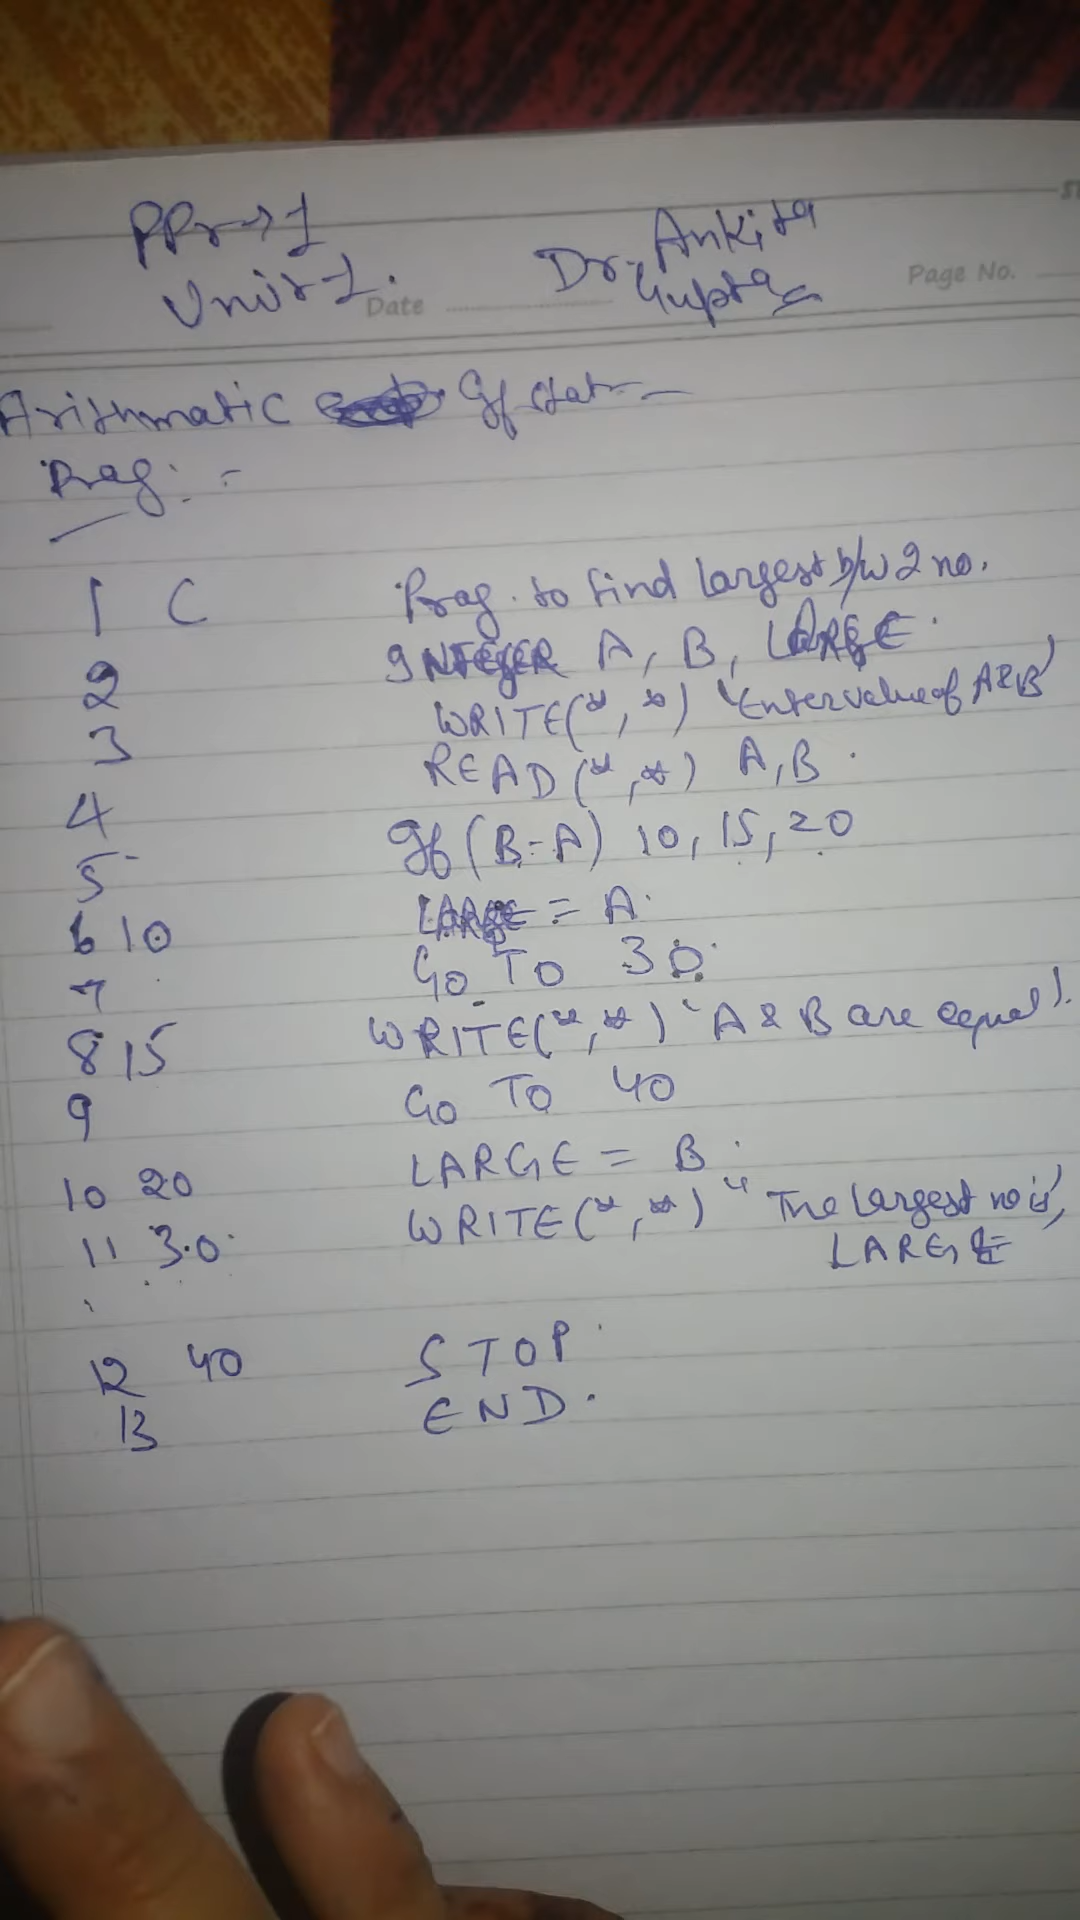 PPr → 1
Unit-1.
Dr. Ankita
Gupta
Date
Page No.
Arithmatic If stat -
Prog: -
1 C Prog. to find largest b/w 2 no.
2 INTEGER A, B, LARGE.
3 WRITE(*, *) 'Enter value of A & B'
4 READ (*, *) A, B.
5 If (B-A) 10, 15, 20
6 10 LARGE = A.
7 GO TO 30.
8 15 WRITE(*, *) 'A & B are equal'.
9 GO TO 40
10 20 LARGE = B.
11 30. WRITE(*, *) " The largest no is',
LARGE
12 40 STOP.
13 END.